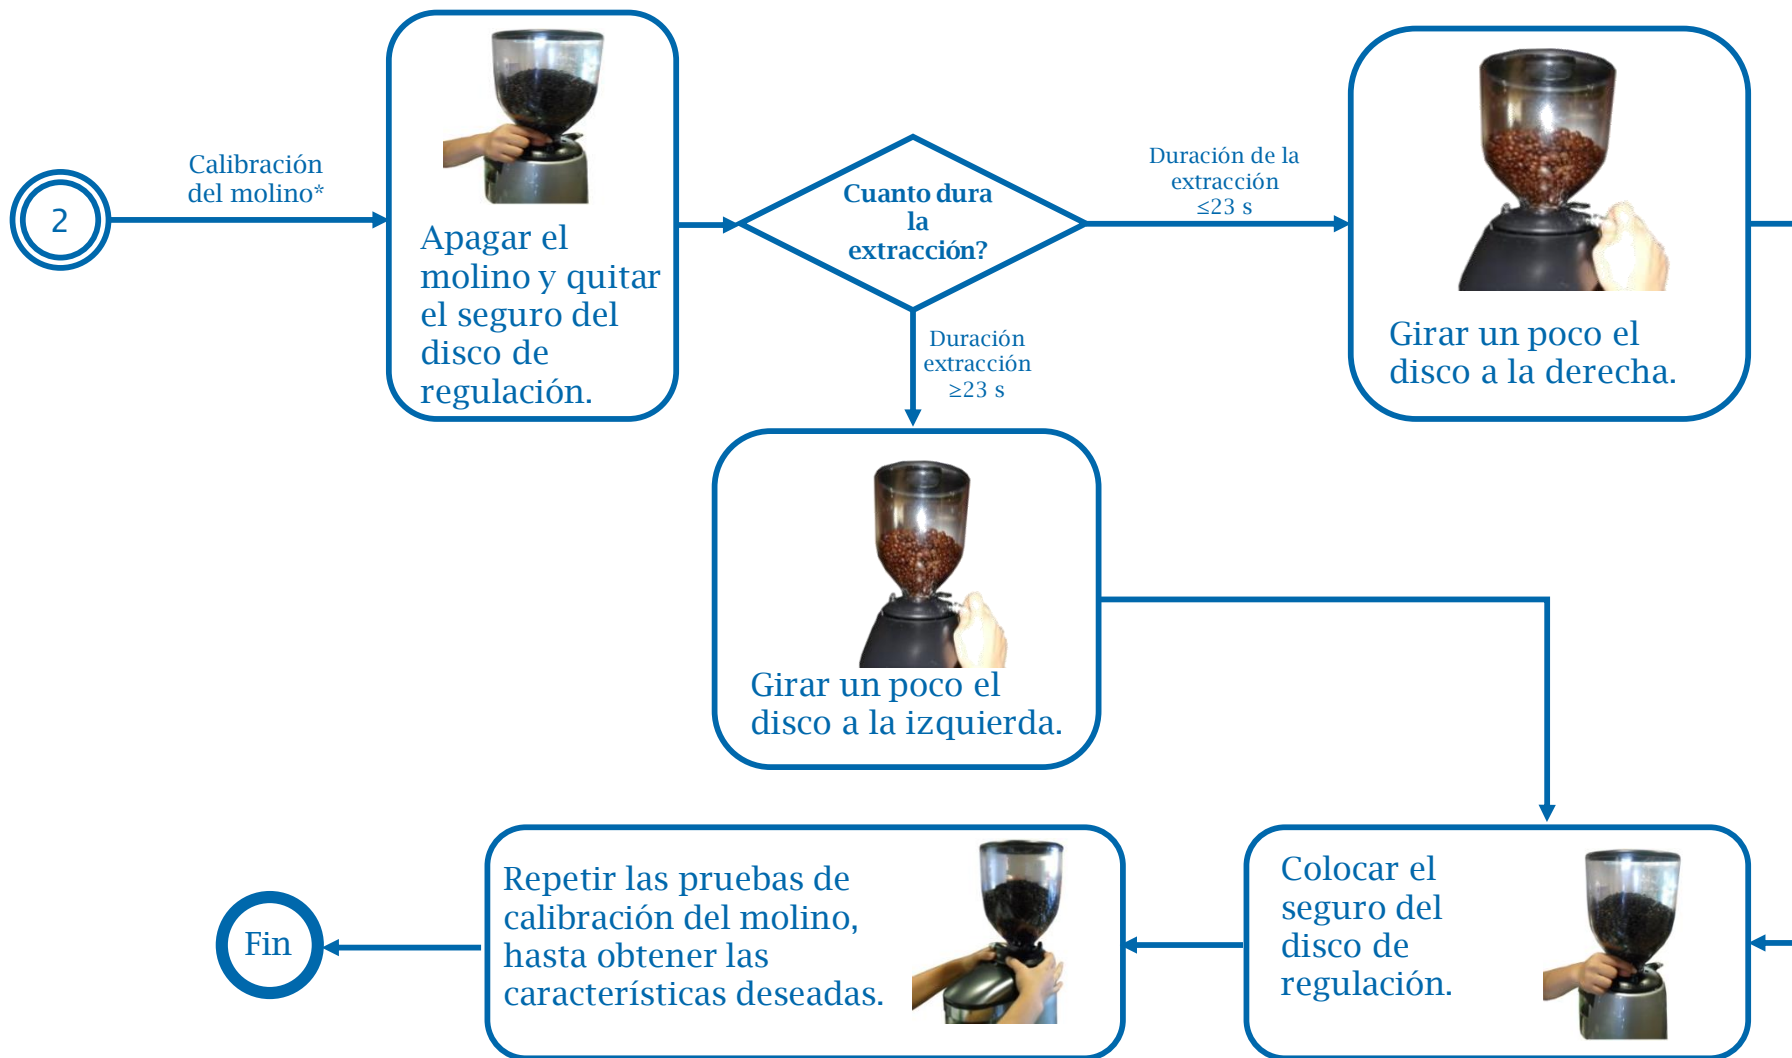 2
Calibración
del molino*
Apagar el
molino y quitar
el seguro del
disco de
regulación.
Cuanto dura
la
extracción?
Duración de la
extracción
≤23 s
Girar un poco el
disco a la derecha.
Duración
extracción
≥23 s
Girar un poco el
disco a la izquierda.
Colocar el
seguro del
disco de
regulación.
Repetir las pruebas de
calibración del molino,
hasta obtener las
características deseadas.
Fin